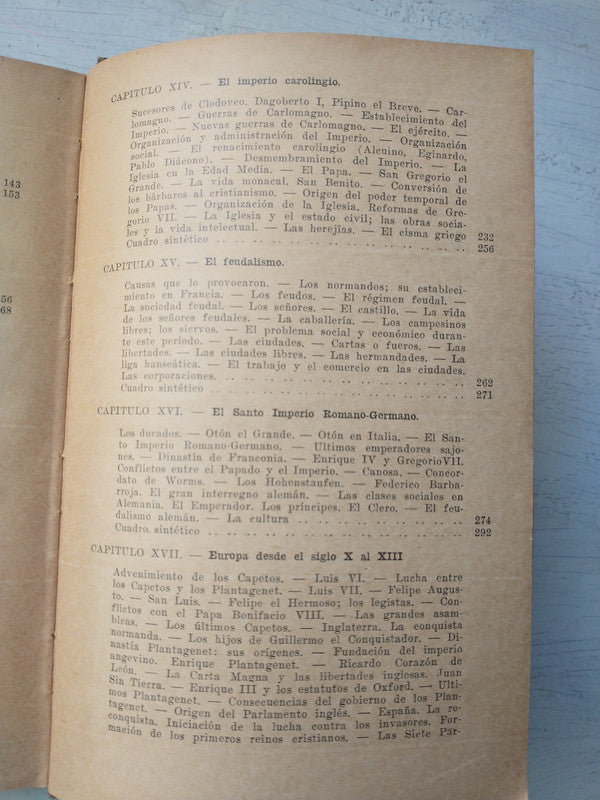 143
153
56
68
CAPITULO XIV. — El imperio carolingio.
Sucesores de Clodoveo. Dagoberto I, Pipino el Breve. — Car-
lomagno. — Guerras de Carlomagno. — Establecimiento del
Imperio. — Nuevas guerras de Carlomagno. — El ejército. —
Organización y administración del Imperio. — Organización
social. — El renacimiento carolingio (Alcuino, Eginardo,
Pablo Diácono). — Desmembramiento del Imperio. — La
Iglesia en la Edad Media. — El Papa. — San Gregorio el
Grande. — La vida monacal. San Benito. — Conversión de
los bárbaros al cristianismo. — Origen del poder temporal de
los Papas. — Organización de la Iglesia. Reformas de Gre-
gorio VII. — La Iglesia y el estado civil; las obras socia-
les y la vida intelectual. — Las herejías. — El cisma griego 232
Cuadro sintético . . . . . . . . . . . . . . . . . . . . 256
CAPITULO XV. — El feudalismo.
Causas que lo provocaron. — Los normandos; su estableci-
miento en Francia. — Los feudos. — El régimen feudal. —
La sociedad feudal. — Los señores. — El castillo. — La vida
de los señores feudales. — La caballería. — Los campesinos
libres; los siervos. — El problema social y económico duran-
te este período. — Las ciudades. — Cartas o fueros. — Las
libertades. — Las ciudades libres. — Las hermandades. — La
liga hanseática. — El trabajo y el comercio en las ciudades.
Las corporaciones. . . . . . . . . . . . . . . . . . . . 262
Cuadro sintético . . . . . . . . . . . . . . . . . . . . 271
CAPITULO XVI. — El Santo Imperio Romano-Germano.
Los ducados. — Otón el Grande. — Otón en Italia. — El San-
to Imperio Romano-Germano. — Ultimos emperadores sajo-
nes. — Dinastía de Franconia. — Enrique IV y Gregorio VII.
Conflictos entre el Papado y el Imperio. — Canosa. — Concor-
dato de Worms. — Los Hohenstaufen. — Federico Barba-
rroja. El gran interregno alemán. — Las clases sociales en
Alemania. El Emperador. Los príncipes. El Clero. — El feu-
dalismo alemán. — La cultura . . . . . . . . . . . . . . 274
Cuadro sintético . . . . . . . . . . . . . . . . . . . . 292
CAPITULO XVII. — Europa desde el siglo X al XIII
Advenimiento de los Capetos. — Luis VI. — Lucha entre
los Capetos y los Plantagenet. — Luis VII, — Felipe Augus-
to. — San Luis. — Felipe el Hermoso; los legistas. — Con-
flictos con el Papa Bonifacio VIII. — Las grandes asam-
bleas. — Los últimos Capetos. — Inglaterra. La conquista
normanda. — Los hijos de Guillermo el Conquistador. — Di-
nastía Plantagenet: sus orígenes. — Fundación del imperio
angevino. Enrique Plantagenet. — Ricardo Corazón de
León. — La Carta Magna y las libertades inglesas. Juan
Sin Tierra. — Enrique III y los estatutos de Oxford. — Ulti-
mos Plantagenet. — Consecuencias del gobierno de los Plan-
tagenet. — Origen del Parlamento inglés. — España. La re-
conquista. Iniciación de la lucha contra los invasores. For-
mación de los primeros reinos cristianos. — Las Siete Par-